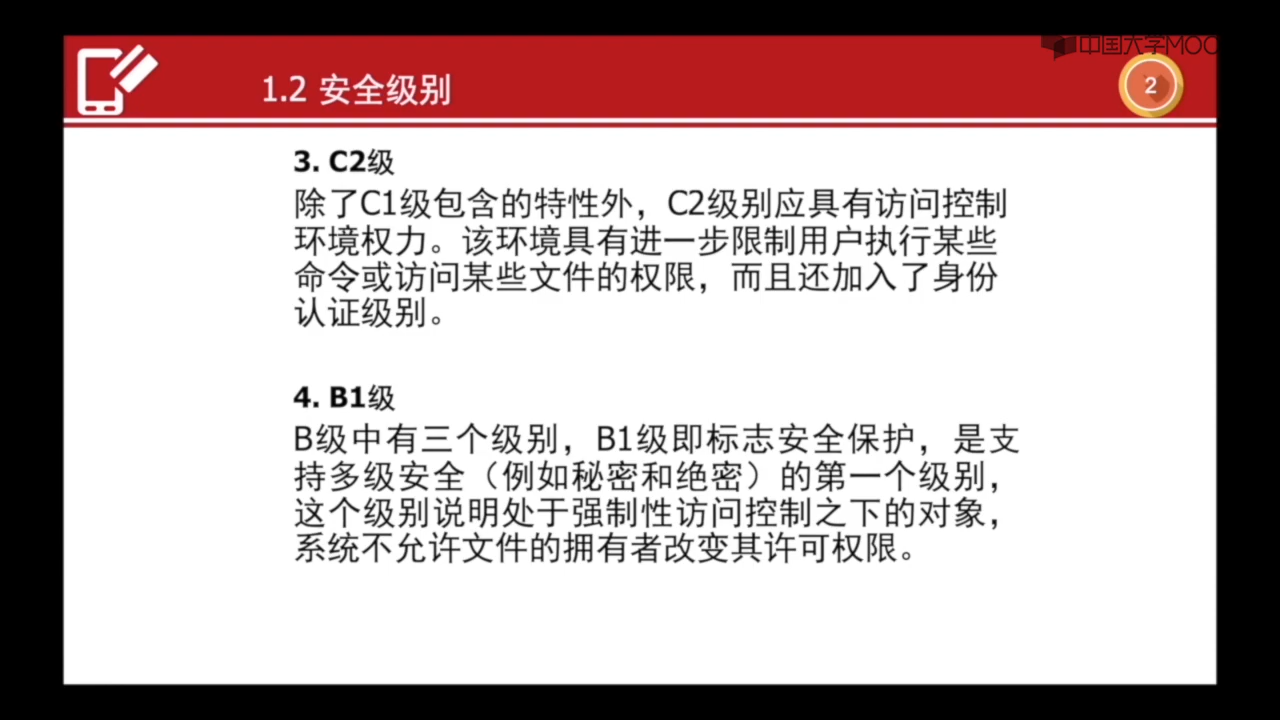 中国大学MOOC
1.2 安全级别
2
3. C2级
除了C1级包含的特性外，C2级别应具有访问控制
环境权力。该环境具有进一步限制用户执行某些
命令或访问某些文件的权限，而且还加入了身份
认证级别。
4. B1级
B级中有三个级别，B1级即标志安全保护，是支
持多级安全（例如秘密和绝密）的第一个级别，
这个级别说明处于强制性访问控制之下的对象，
系统不允许文件的拥有者改变其许可权限。